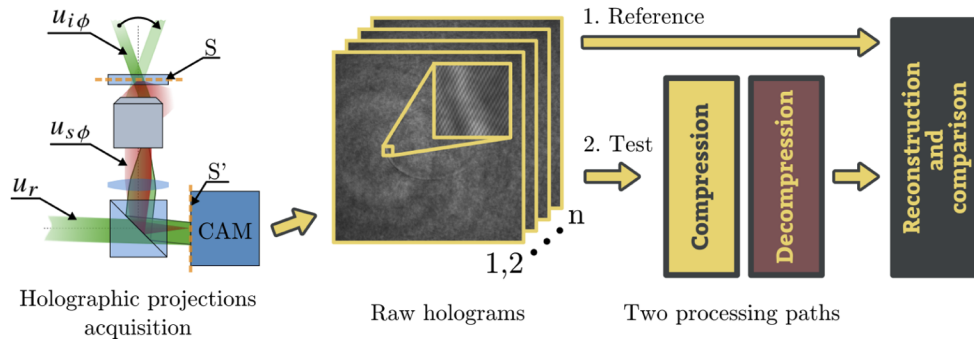 u_{iϕ}
S
u_{sϕ}
S'
u_r
CAM
Holographic projections
acquisition
1,2
n
Raw holograms
1. Reference
2. Test
Compression
Decompression
Two processing paths
Reconstruction
and
comparison